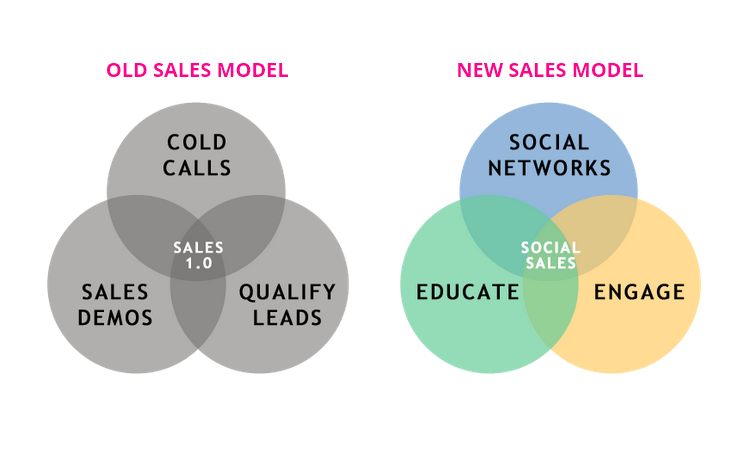 OLD SALES MODEL
COLD
CALLS
SALES
1.0
SALES
DEMOS
QUALIFY
LEADS
NEW SALES MODEL
SOCIAL
NETWORKS
SOCIAL
SALES
EDUCATE
ENGAGE